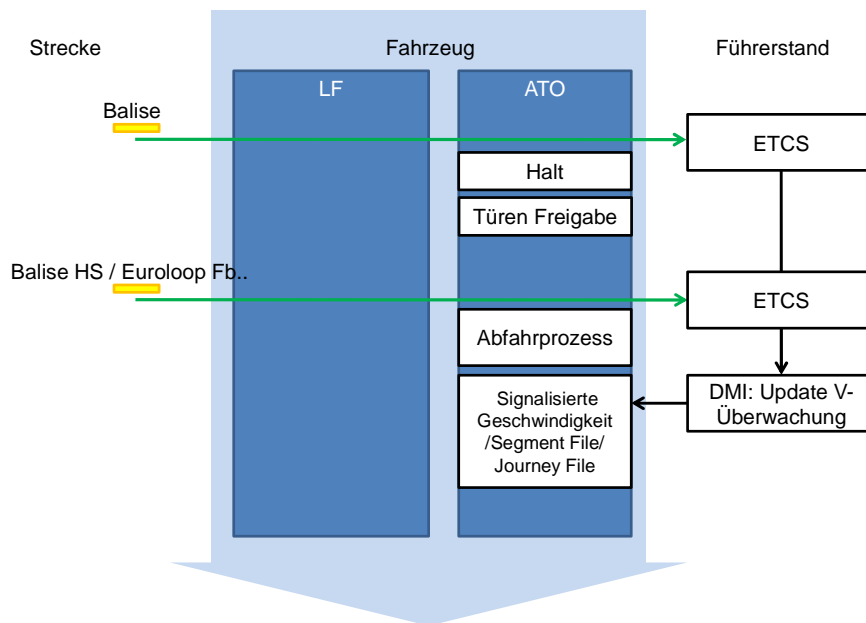 Strecke
Fahrzeug
Führerstand
LF
ATO
Balise
ETCS
Halt
Türen Freigabe
Balise HS / Euroloop Fb..
ETCS
Abfahrprozess
DMI: Update V-
Überwachung
Signalisierte
Geschwindigkeit
/Segment File/
Journey File